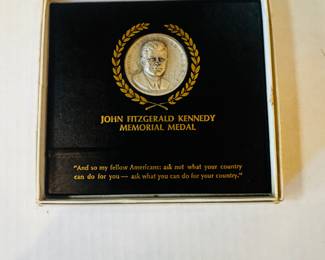 JOHN FITZGERALD KENNEDY
MEMORIAL MEDAL
"And so my fellow Americans: ask not what your country
can do for you — ask what you can do for your country."